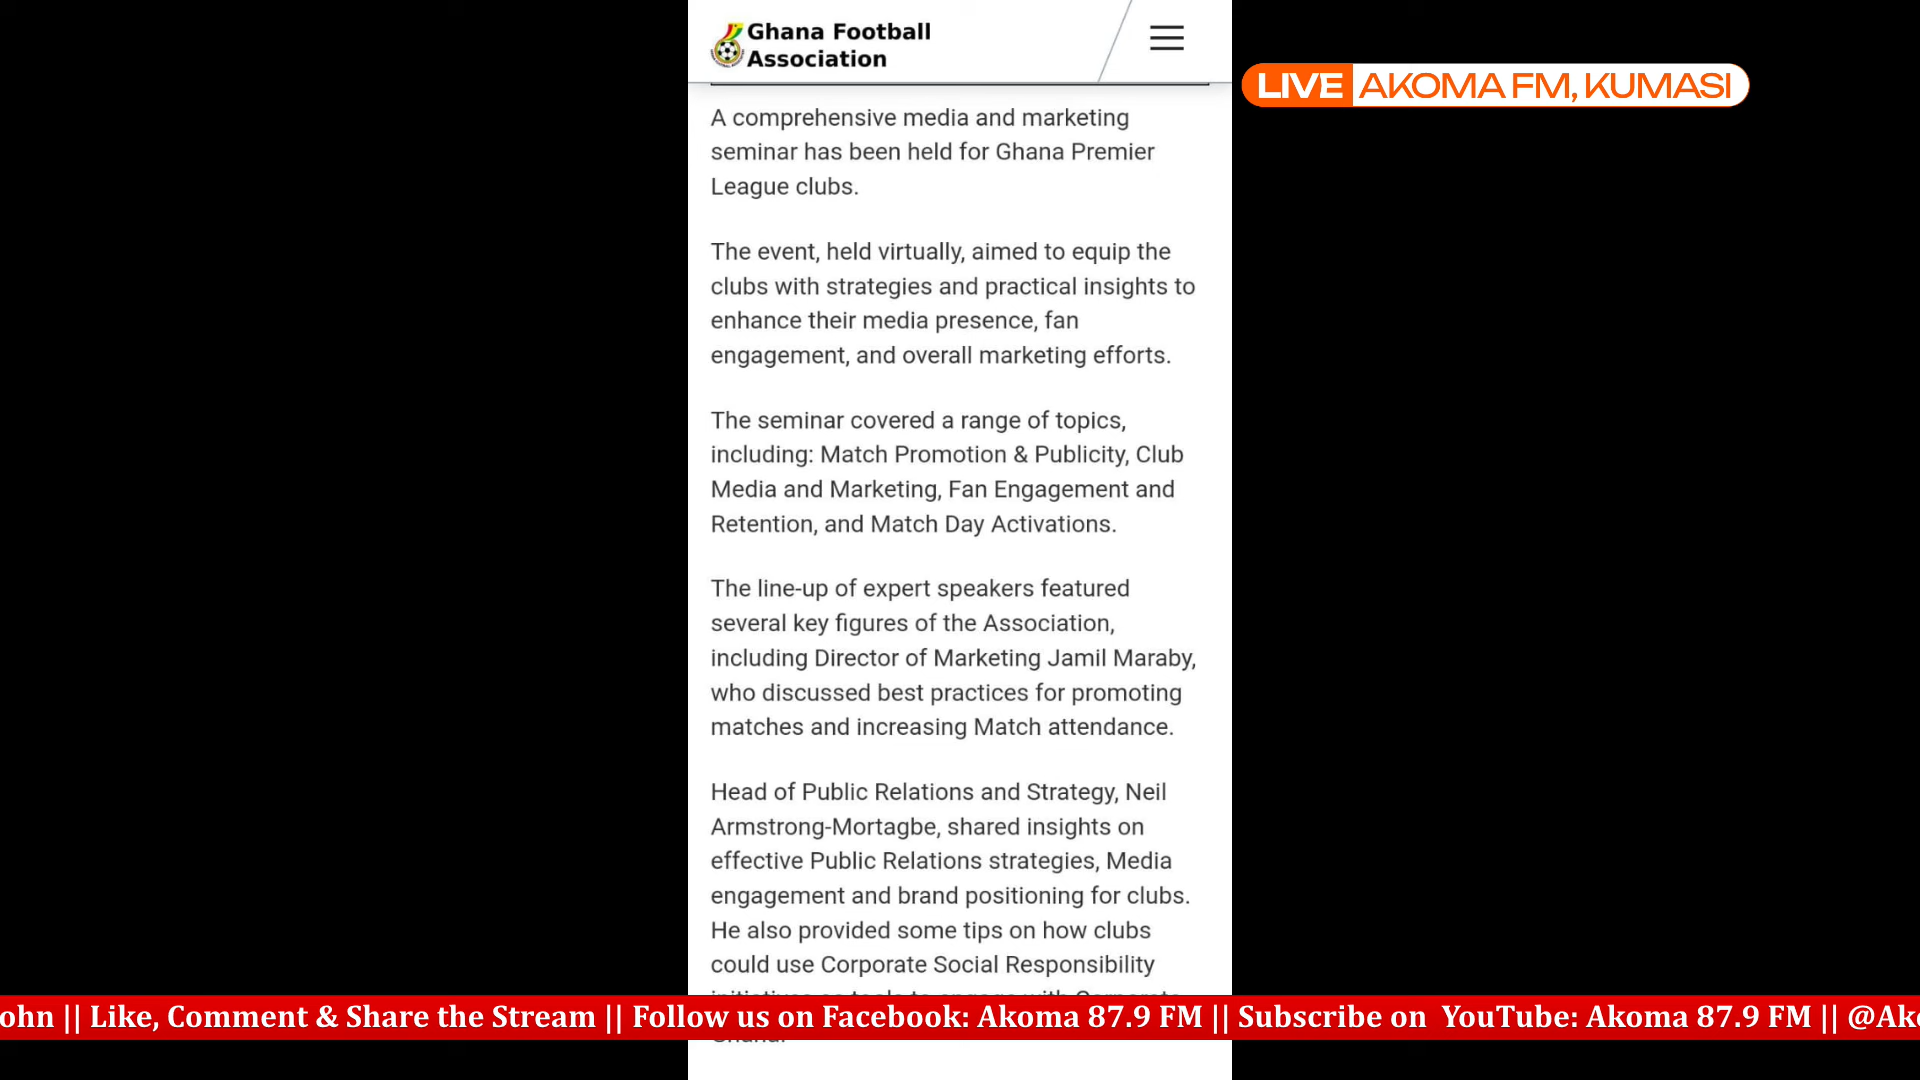 Ghana Football
Association
LIVE AKOMA FM, KUMASI
A comprehensive media and marketing
seminar has been held for Ghana Premier
League clubs.
The event, held virtually, aimed to equip the
clubs with strategies and practical insights to
enhance their media presence, fan
engagement, and overall marketing efforts.
The seminar covered a range of topics,
including: Match Promotion & Publicity, Club
Media and Marketing, Fan Engagement and
Retention, and Match Day Activations.
The line-up of expert speakers featured
several key figures of the Association,
including Director of Marketing Jamil Maraby,
who discussed best practices for promoting
matches and increasing Match attendance.
Head of Public Relations and Strategy, Neil
Armstrong-Mortagbe, shared insights on
effective Public Relations strategies, Media
engagement and brand positioning for clubs.
He also provided some tips on how clubs
could use Corporate Social Responsibility
ohn || Like, Comment & Share the Stream || Follow us on Facebook: Akoma 87.9 FM || Subscribe on YouTube: Akoma 87.9 FM || @Ak